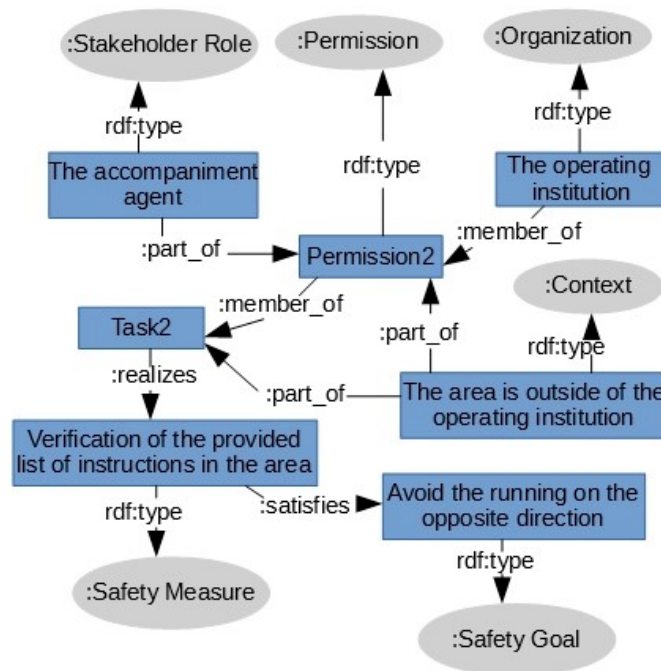 :Stakeholder Role
:Permission
:Organization
rdf:type
rdf:type
rdf:type
The accompaniment
agent
The operating
institution
:part_of
:member_of
Permission2
:Context
:member_of
Task2
:part_of
rdf:type
:realizes
:part_of
The area is outside of the
operating institution
Verification of the provided
list of instructions in the area
:satisfies
Avoid the running on the
opposite direction
rdf:type
rdf:type
:Safety Measure
:Safety Goal